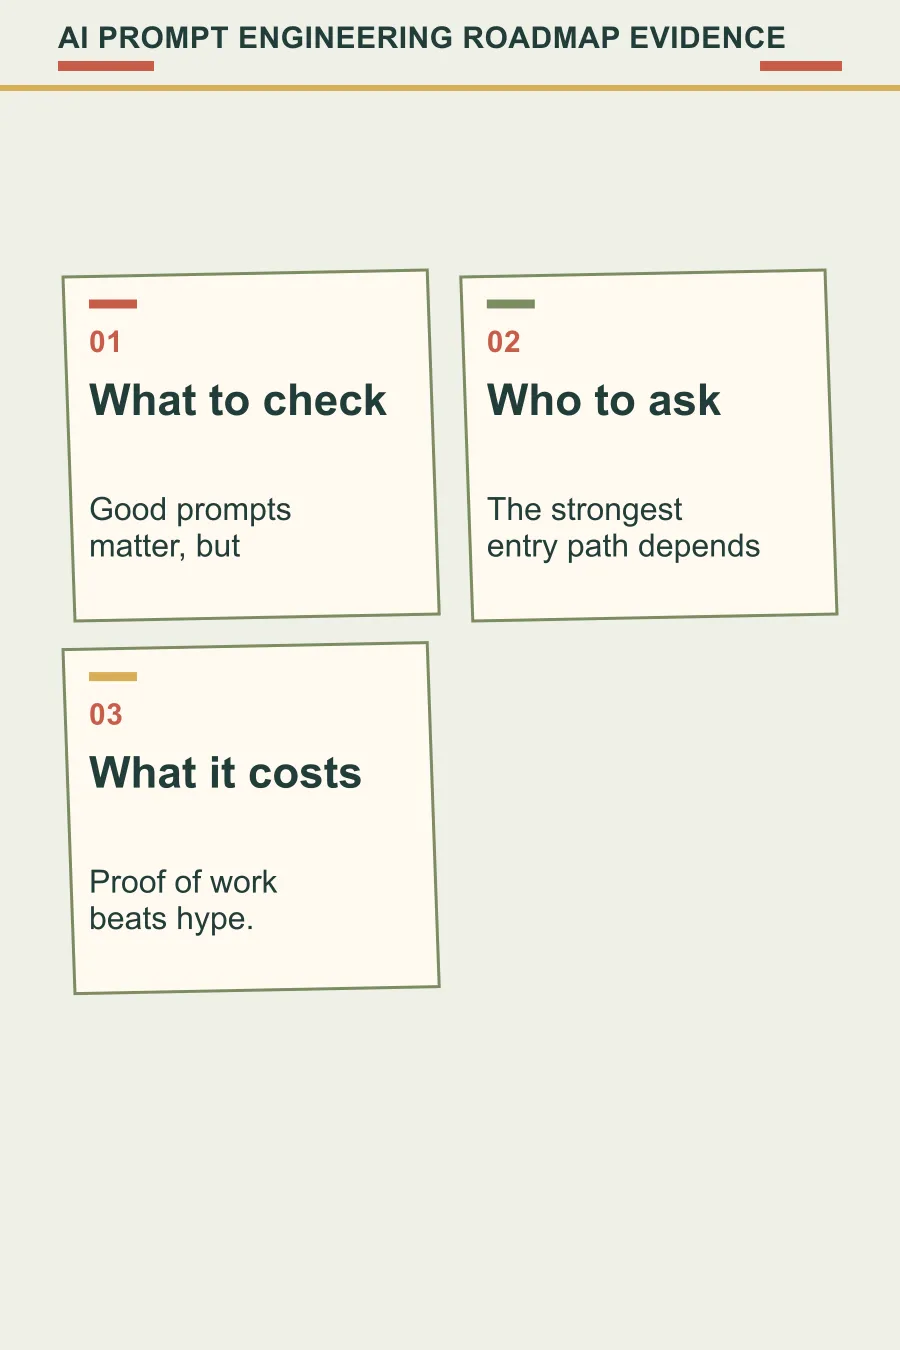 AI PROMPT ENGINEERING ROADMAP EVIDENCE
01
What to check
Good prompts
matter, but
02
Who to ask
The strongest
entry path depends
03
What it costs
Proof of work
beats hype.